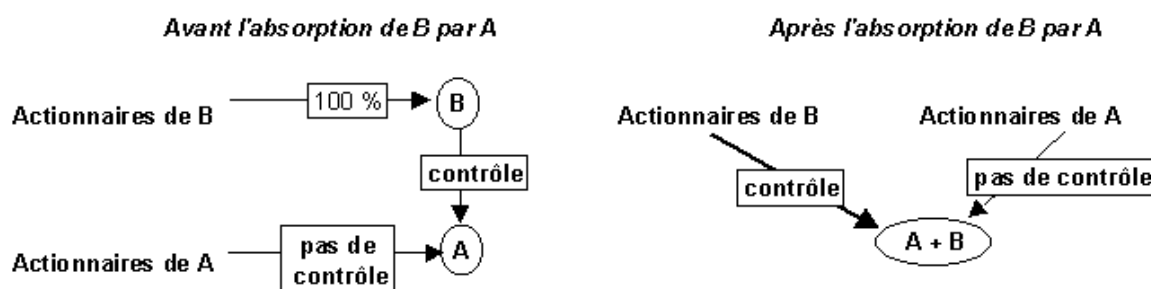 Avant l'absorption de B par A
Actionnaires de B
100 %
B
contrôle
Actionnaires de A
pas de
contrôle
A
Après l'absorption de B par A
Actionnaires de B
Actionnaires de A
contrôle
pas de contrôle
A + B